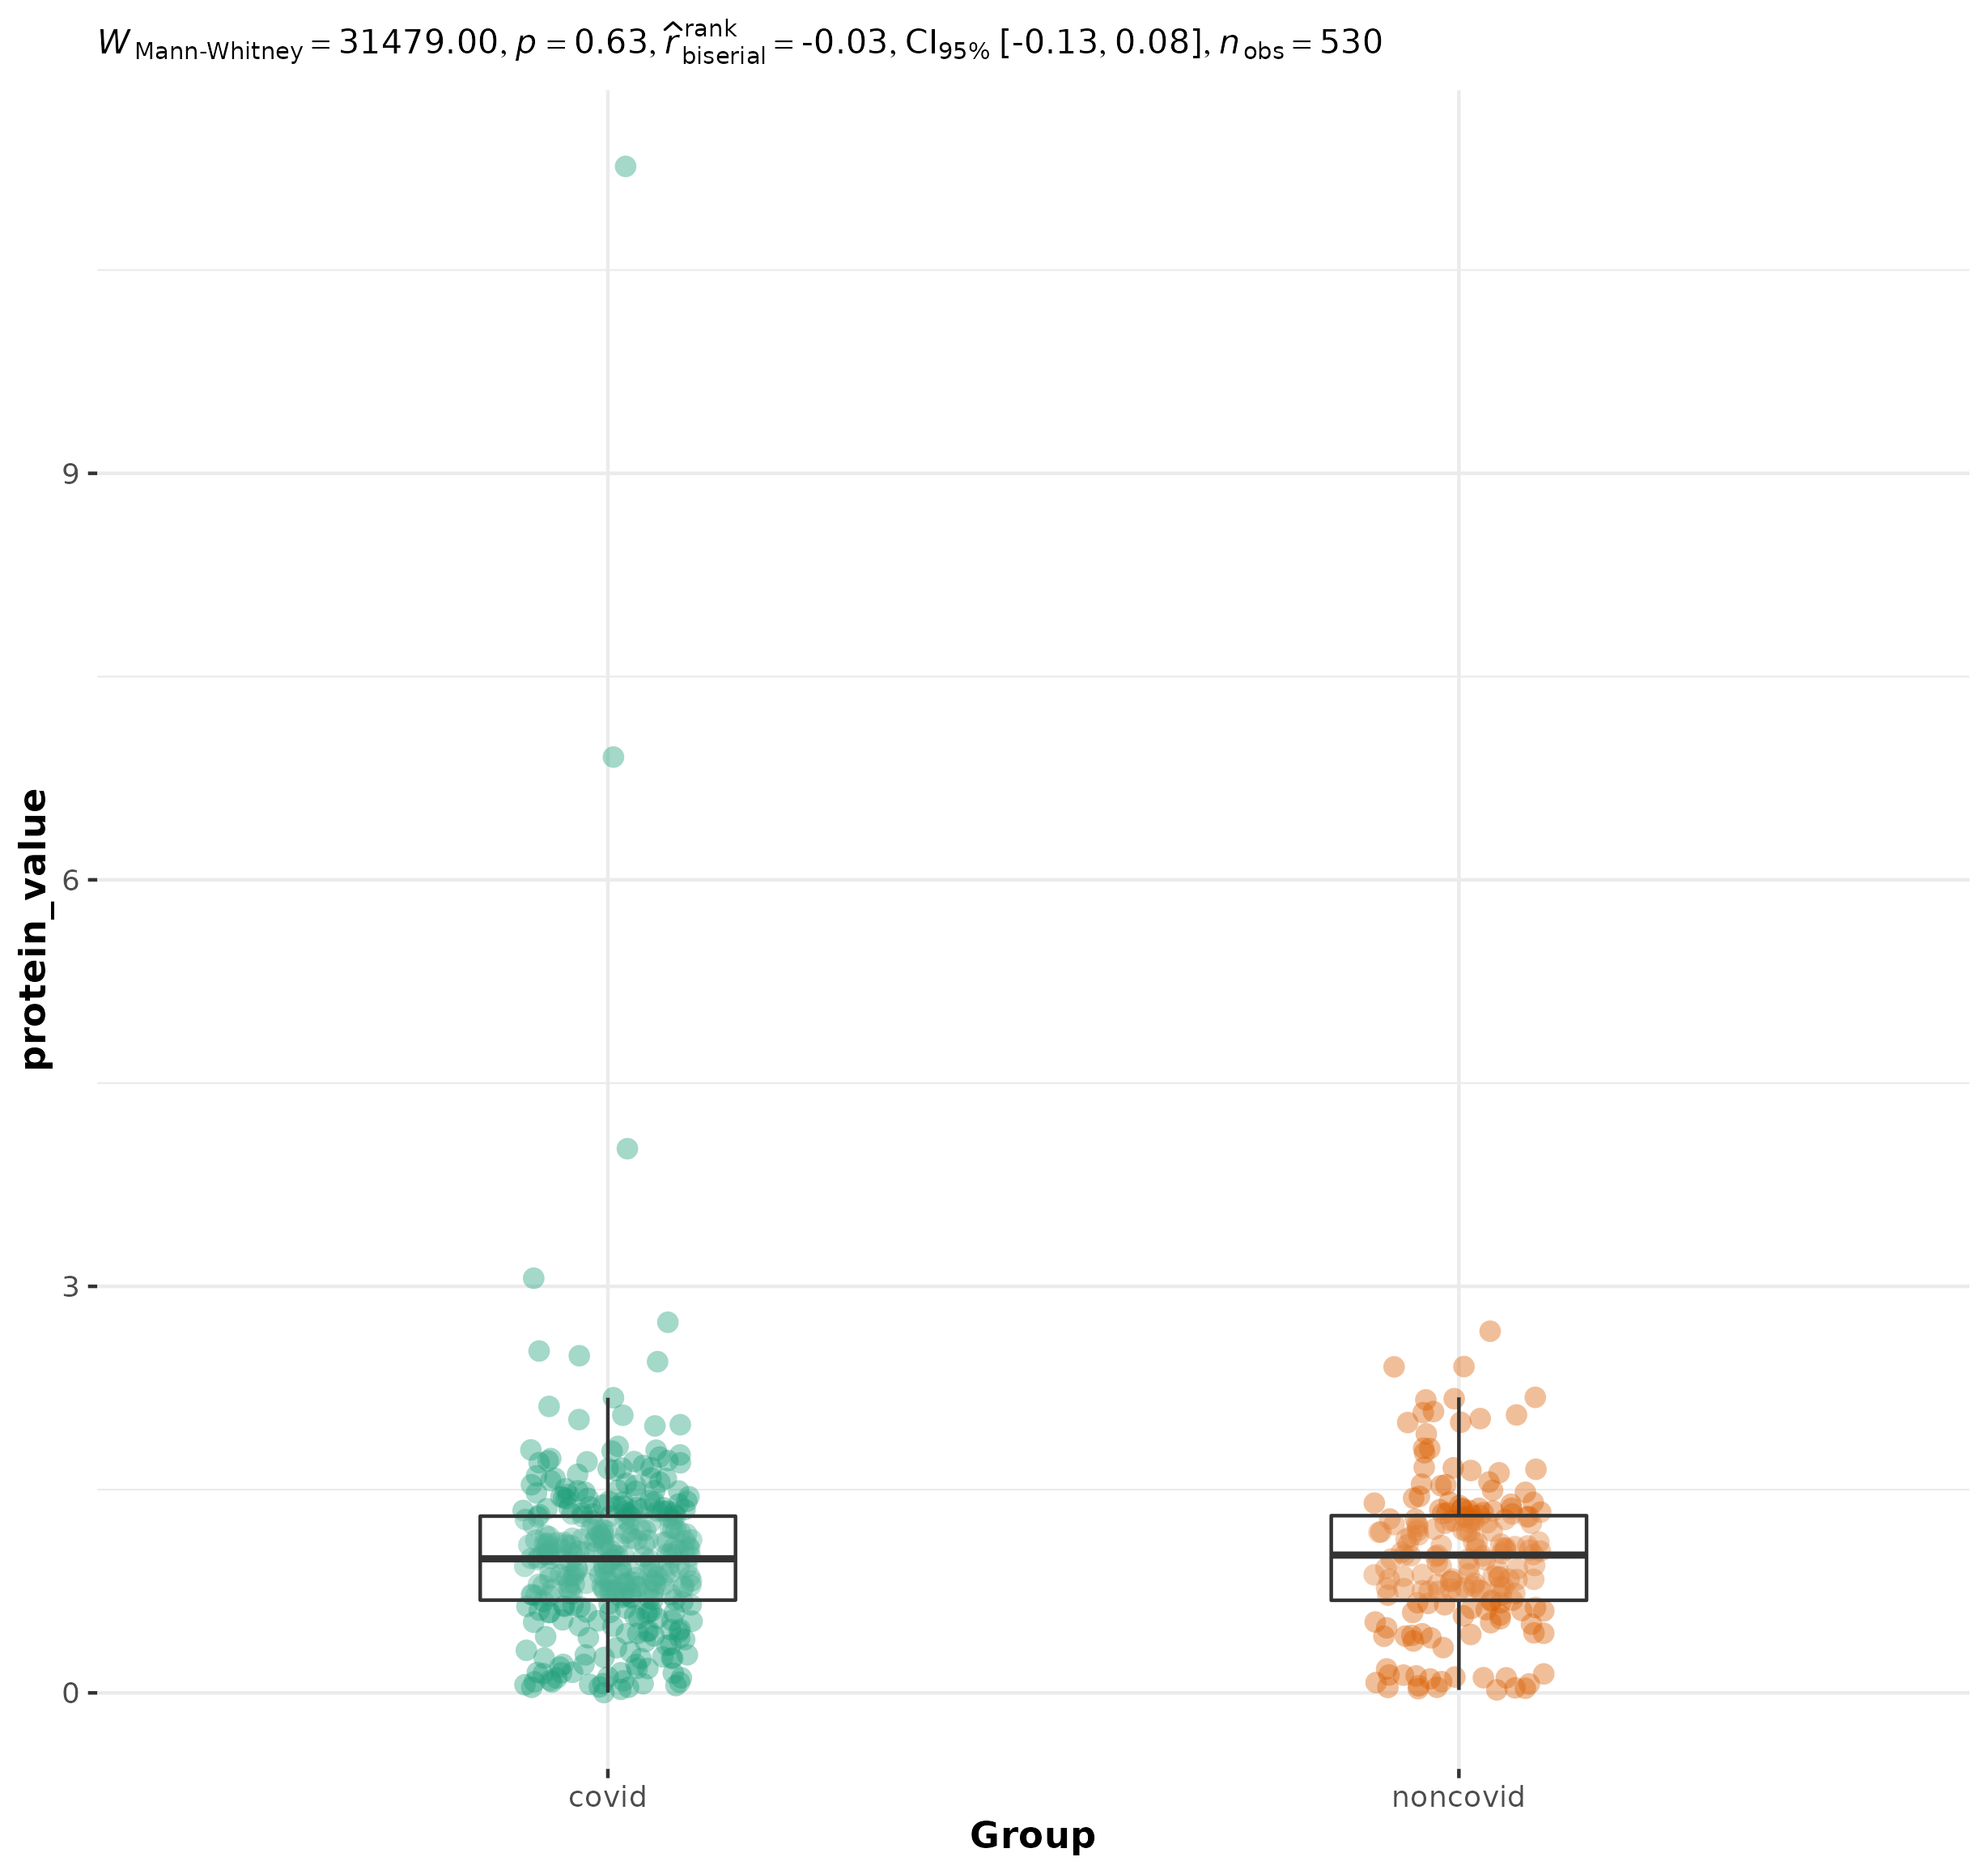 W Mann-Whitney = 31479.00, p = 0.63, r̂ rank biserial = -0.03, CI95% [-0.13, 0.08], n obs = 530
9
6
3
0
protein_value
covid noncovid
Group